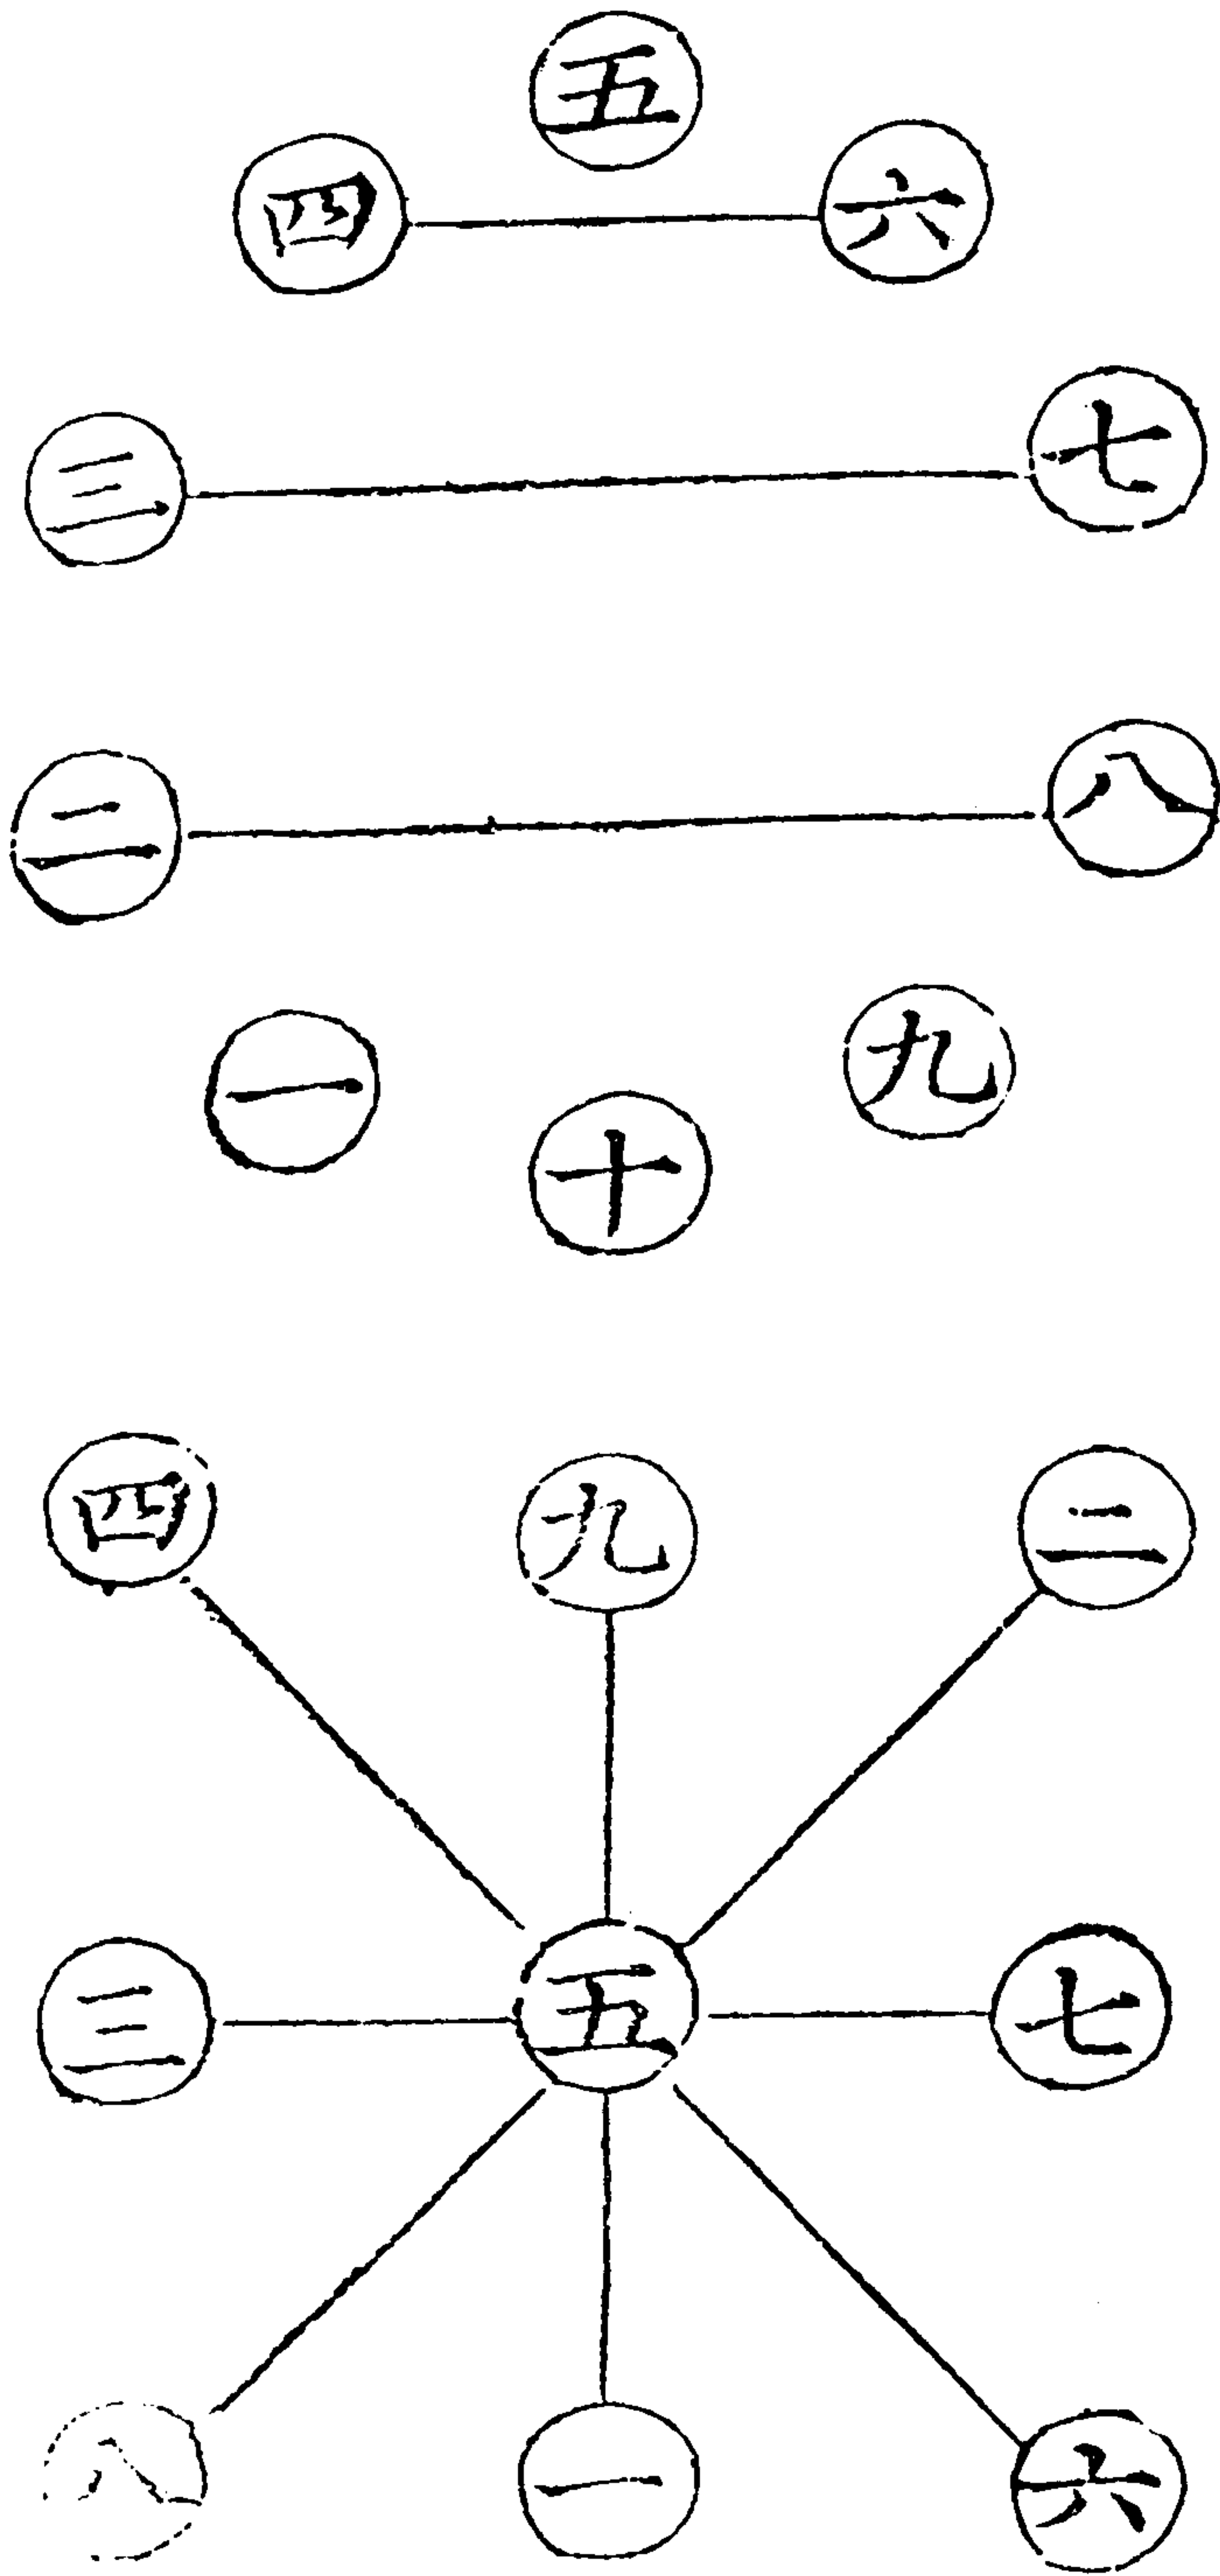 五
四 六
三 七
二 八
一 九
十
四 九 二
三 五 七
八 一 六